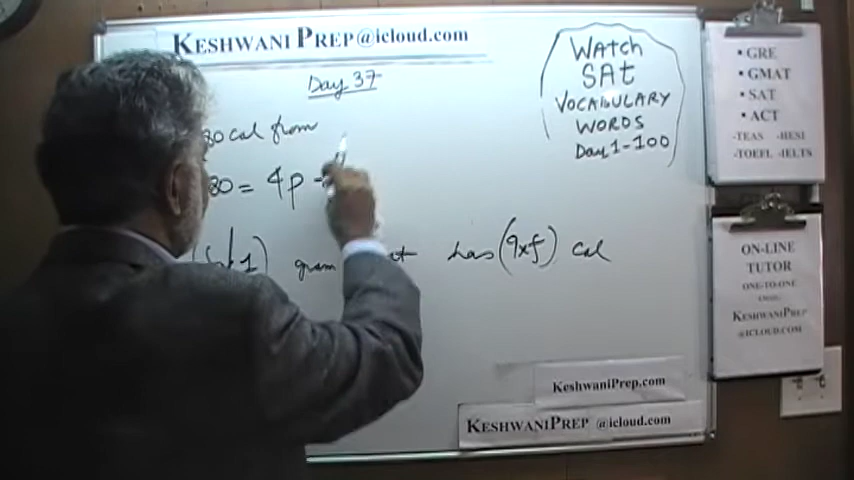 KESHWANI PREP@icloud.com
Day 37
80 Cal from
80 = 4p
gram
has (9xf) Cal
WAtch
SAt
VOCABULARY
WORDS
Day 1-100
• GRE
• GMAT
• SAT
• ACT
-TEAS -HESI
-TOEFL -IELTS
ON-LINE
TUTOR
ONE-TO-ONE
KESHWANIPREP
@ICLOUD.COM
KESHWANIPREP.COM
KESHWANIPREP @icloud.com